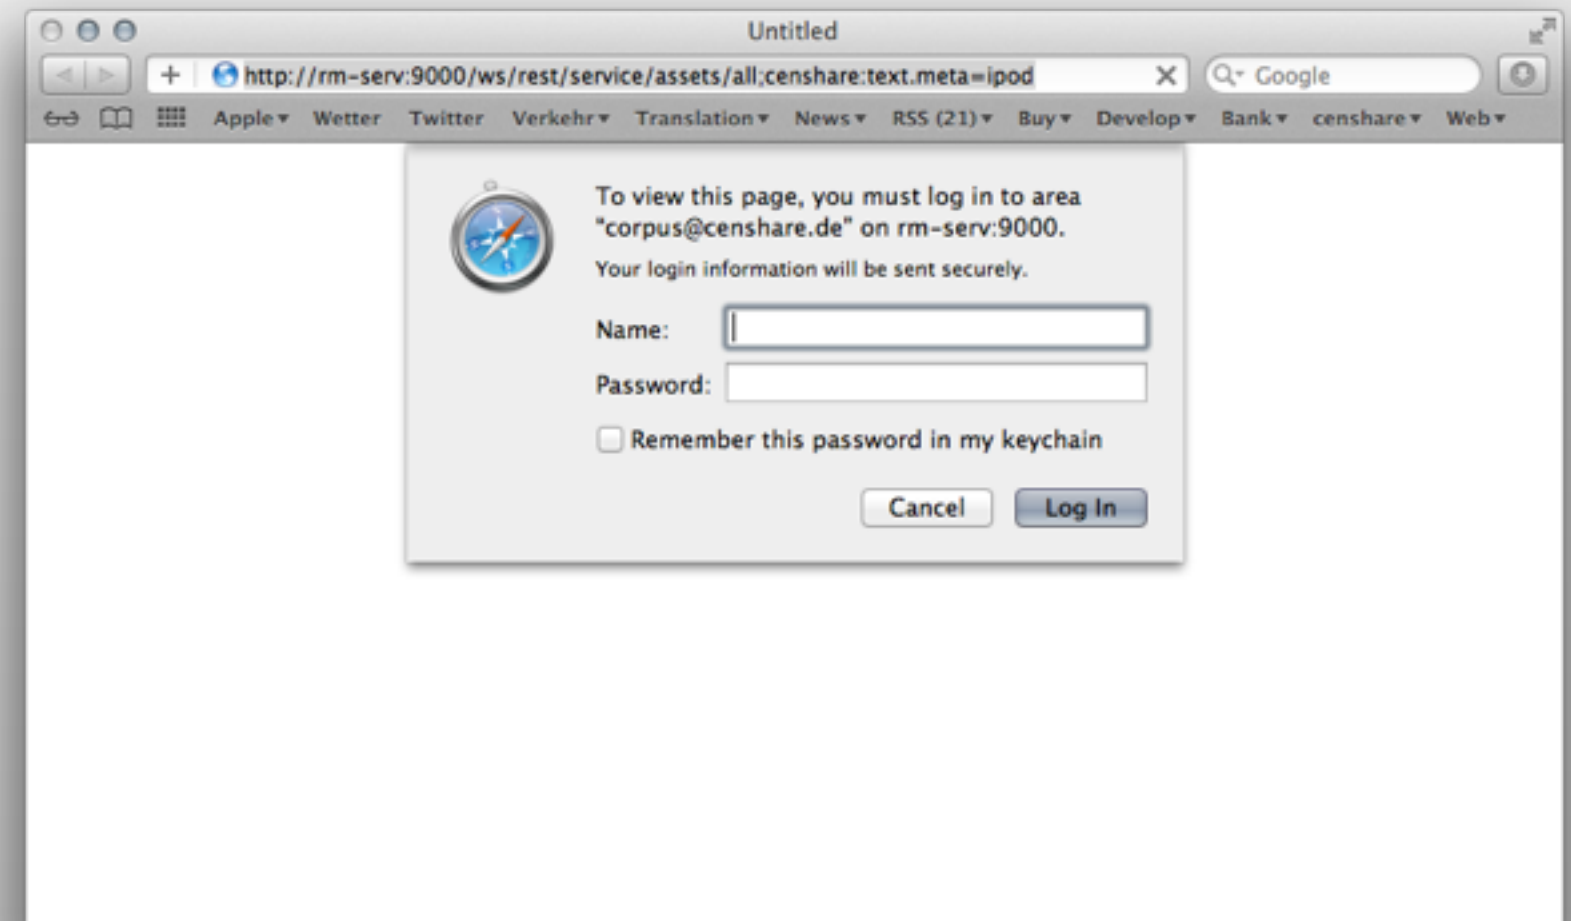 Untitled
http://rm-serv:9000/ws/rest/service/assets/all;censhare:text.meta=ipod
Google
Apple Wetter Twitter Verkehr Translation News RSS (21) Buy Develop Bank censhare Web
To view this page, you must log in to area
"corpus@censhare.de" on rm-serv:9000.
Your login information will be sent securely.
Name:
Password:
Remember this password in my keychain
Cancel Log In